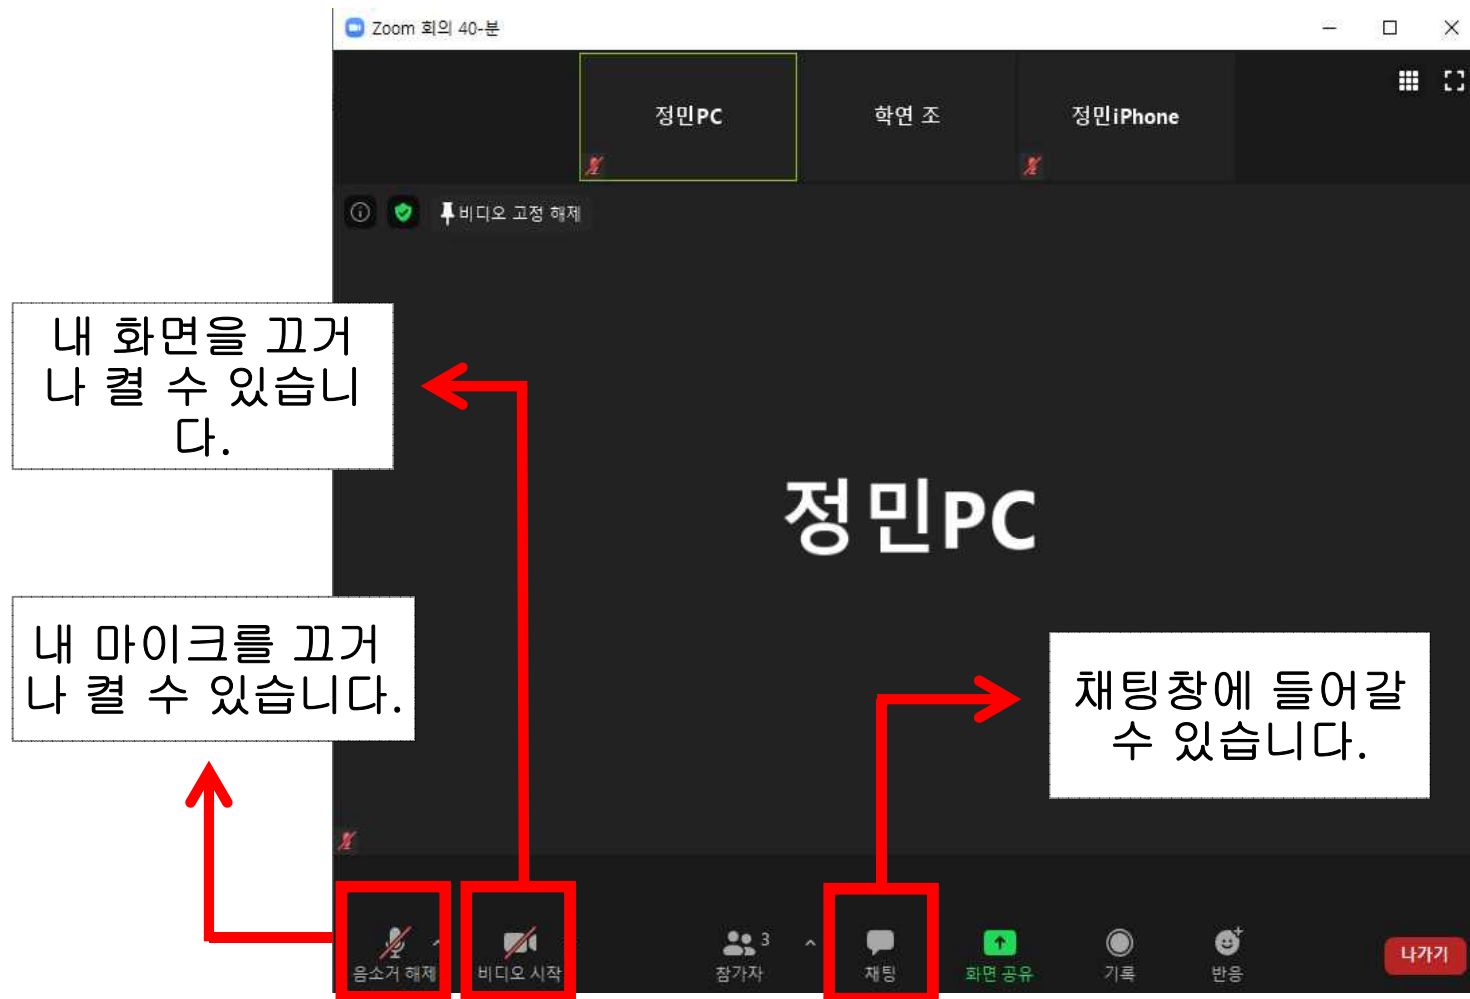 Zoom 회의 40-분
정민PC
학연 조
정민iPhone
비디오 고정 해제
내 화면을 끄거
나 켤 수 있습니
다.
정민PC
내 마이크를 끄거
나 켤 수 있습니다.
채팅창에 들어갈
수 있습니다.
음소거 해제
비디오 시작
3
참가자
채팅
화면 공유
기록
반응
나가기